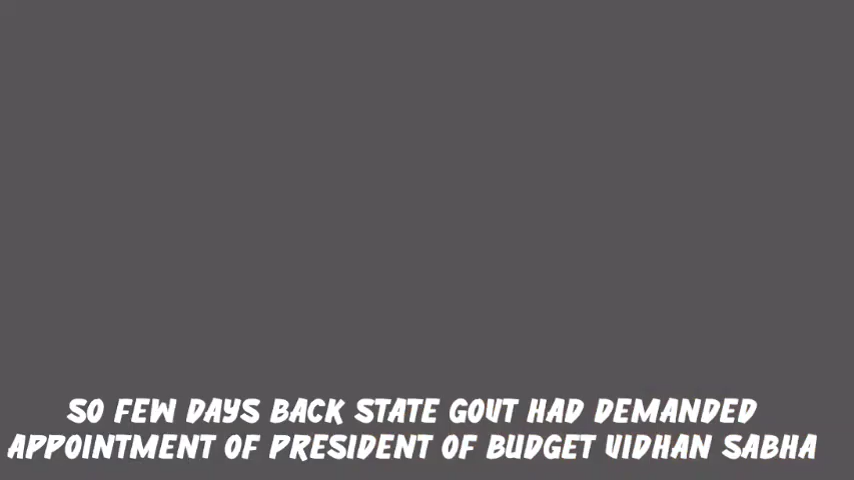 SO FEW DAYS BACK STATE GOVT HAD DEMANDED
APPOINTMENT OF PRESIDENT OF BUDGET VIDHAN SABHA